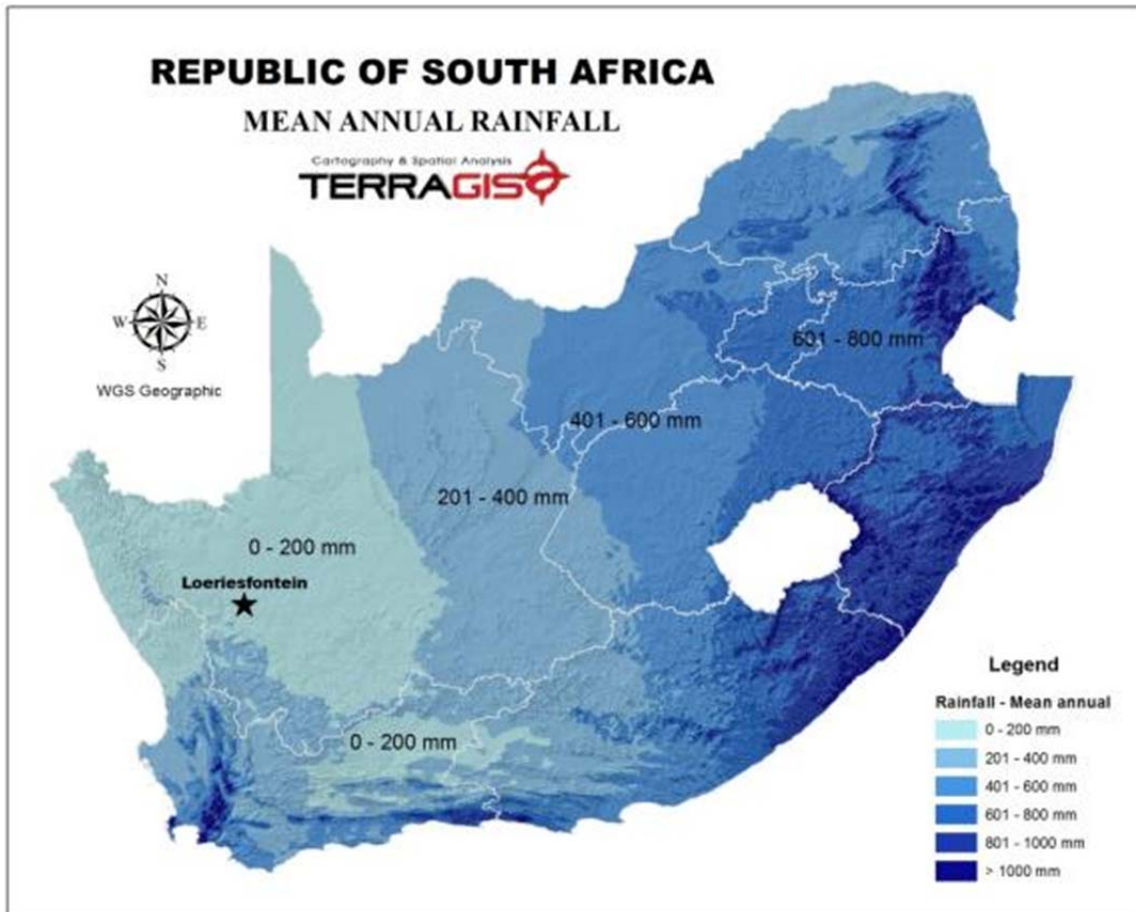 REPUBLIC OF SOUTH AFRICA
MEAN ANNUAL RAINFALL
Cartography & Spatial Analysis
TERRAGIS
N
W
E
S
WGS Geographic
601 - 800 mm
401 - 600 mm
201 - 400 mm
0 - 200 mm
Loeriesfontein
0 - 200 mm
Legend
Rainfall - Mean annual
0 - 200 mm
201 - 400 mm
401 - 600 mm
601 - 800 mm
801 - 1000 mm
> 1000 mm